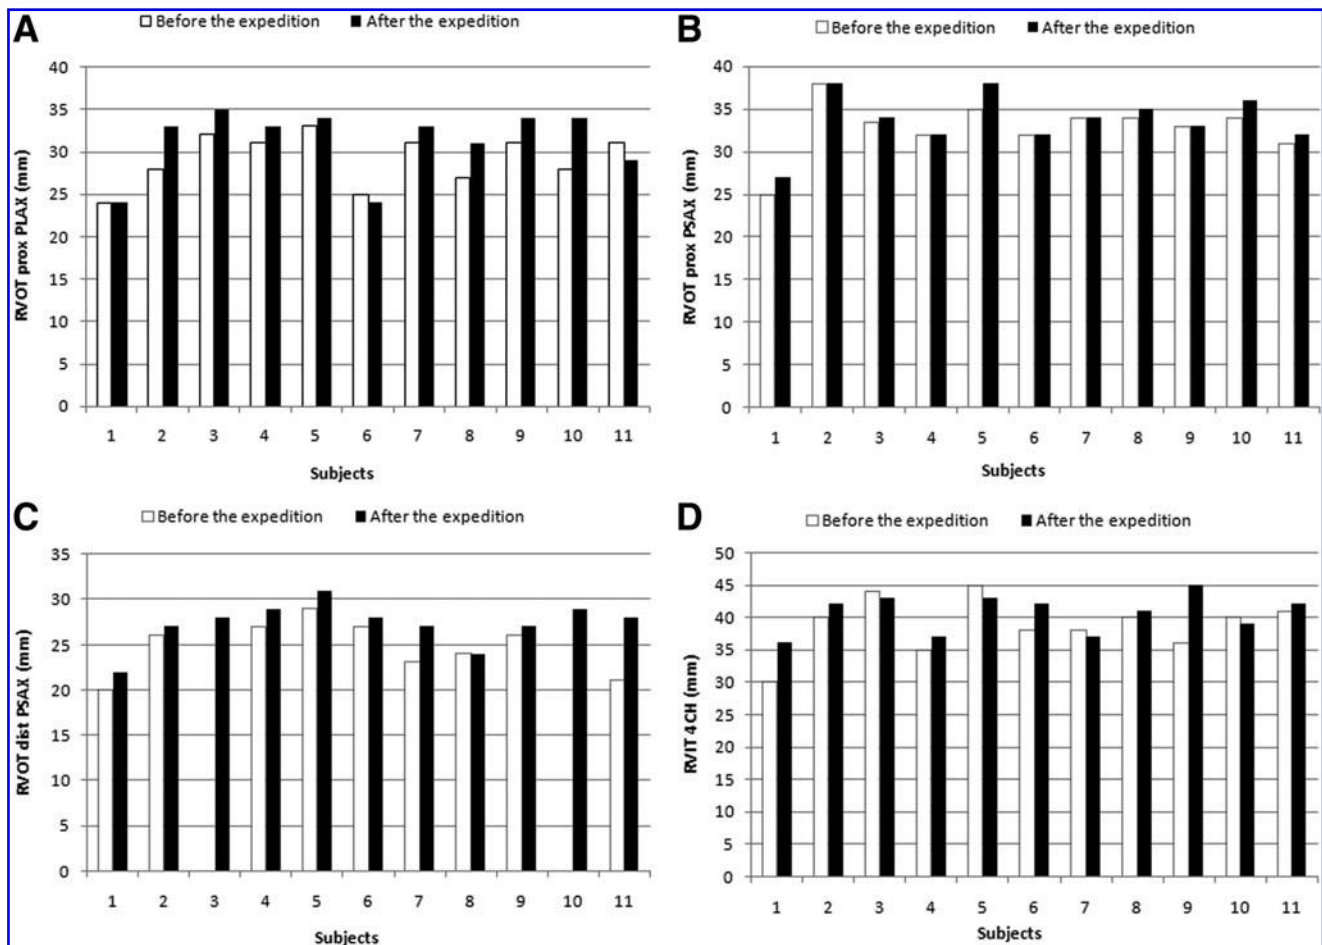 A
Before the expedition After the expedition
RVOT prox PLAX (mm)
40
35
30
25
20
15
10
5
0
1 2 3 4 5 6 7 8 9 10 11
Subjects
B
Before the expedition After the expedition
RVOT prox PSAX (mm)
40
35
30
25
20
15
10
5
0
1 2 3 4 5 6 7 8 9 10 11
Subjects
C
Before the expedition After the expedition
RVOT dist PSAX (mm)
35
30
25
20
15
10
5
0
1 2 3 4 5 6 7 8 9 10 11
Subjects
D
Before the expedition After the expedition
RVIT 4CH (mm)
50
45
40
35
30
25
20
15
10
5
0
1 2 3 4 5 6 7 8 9 10 11
Subjects